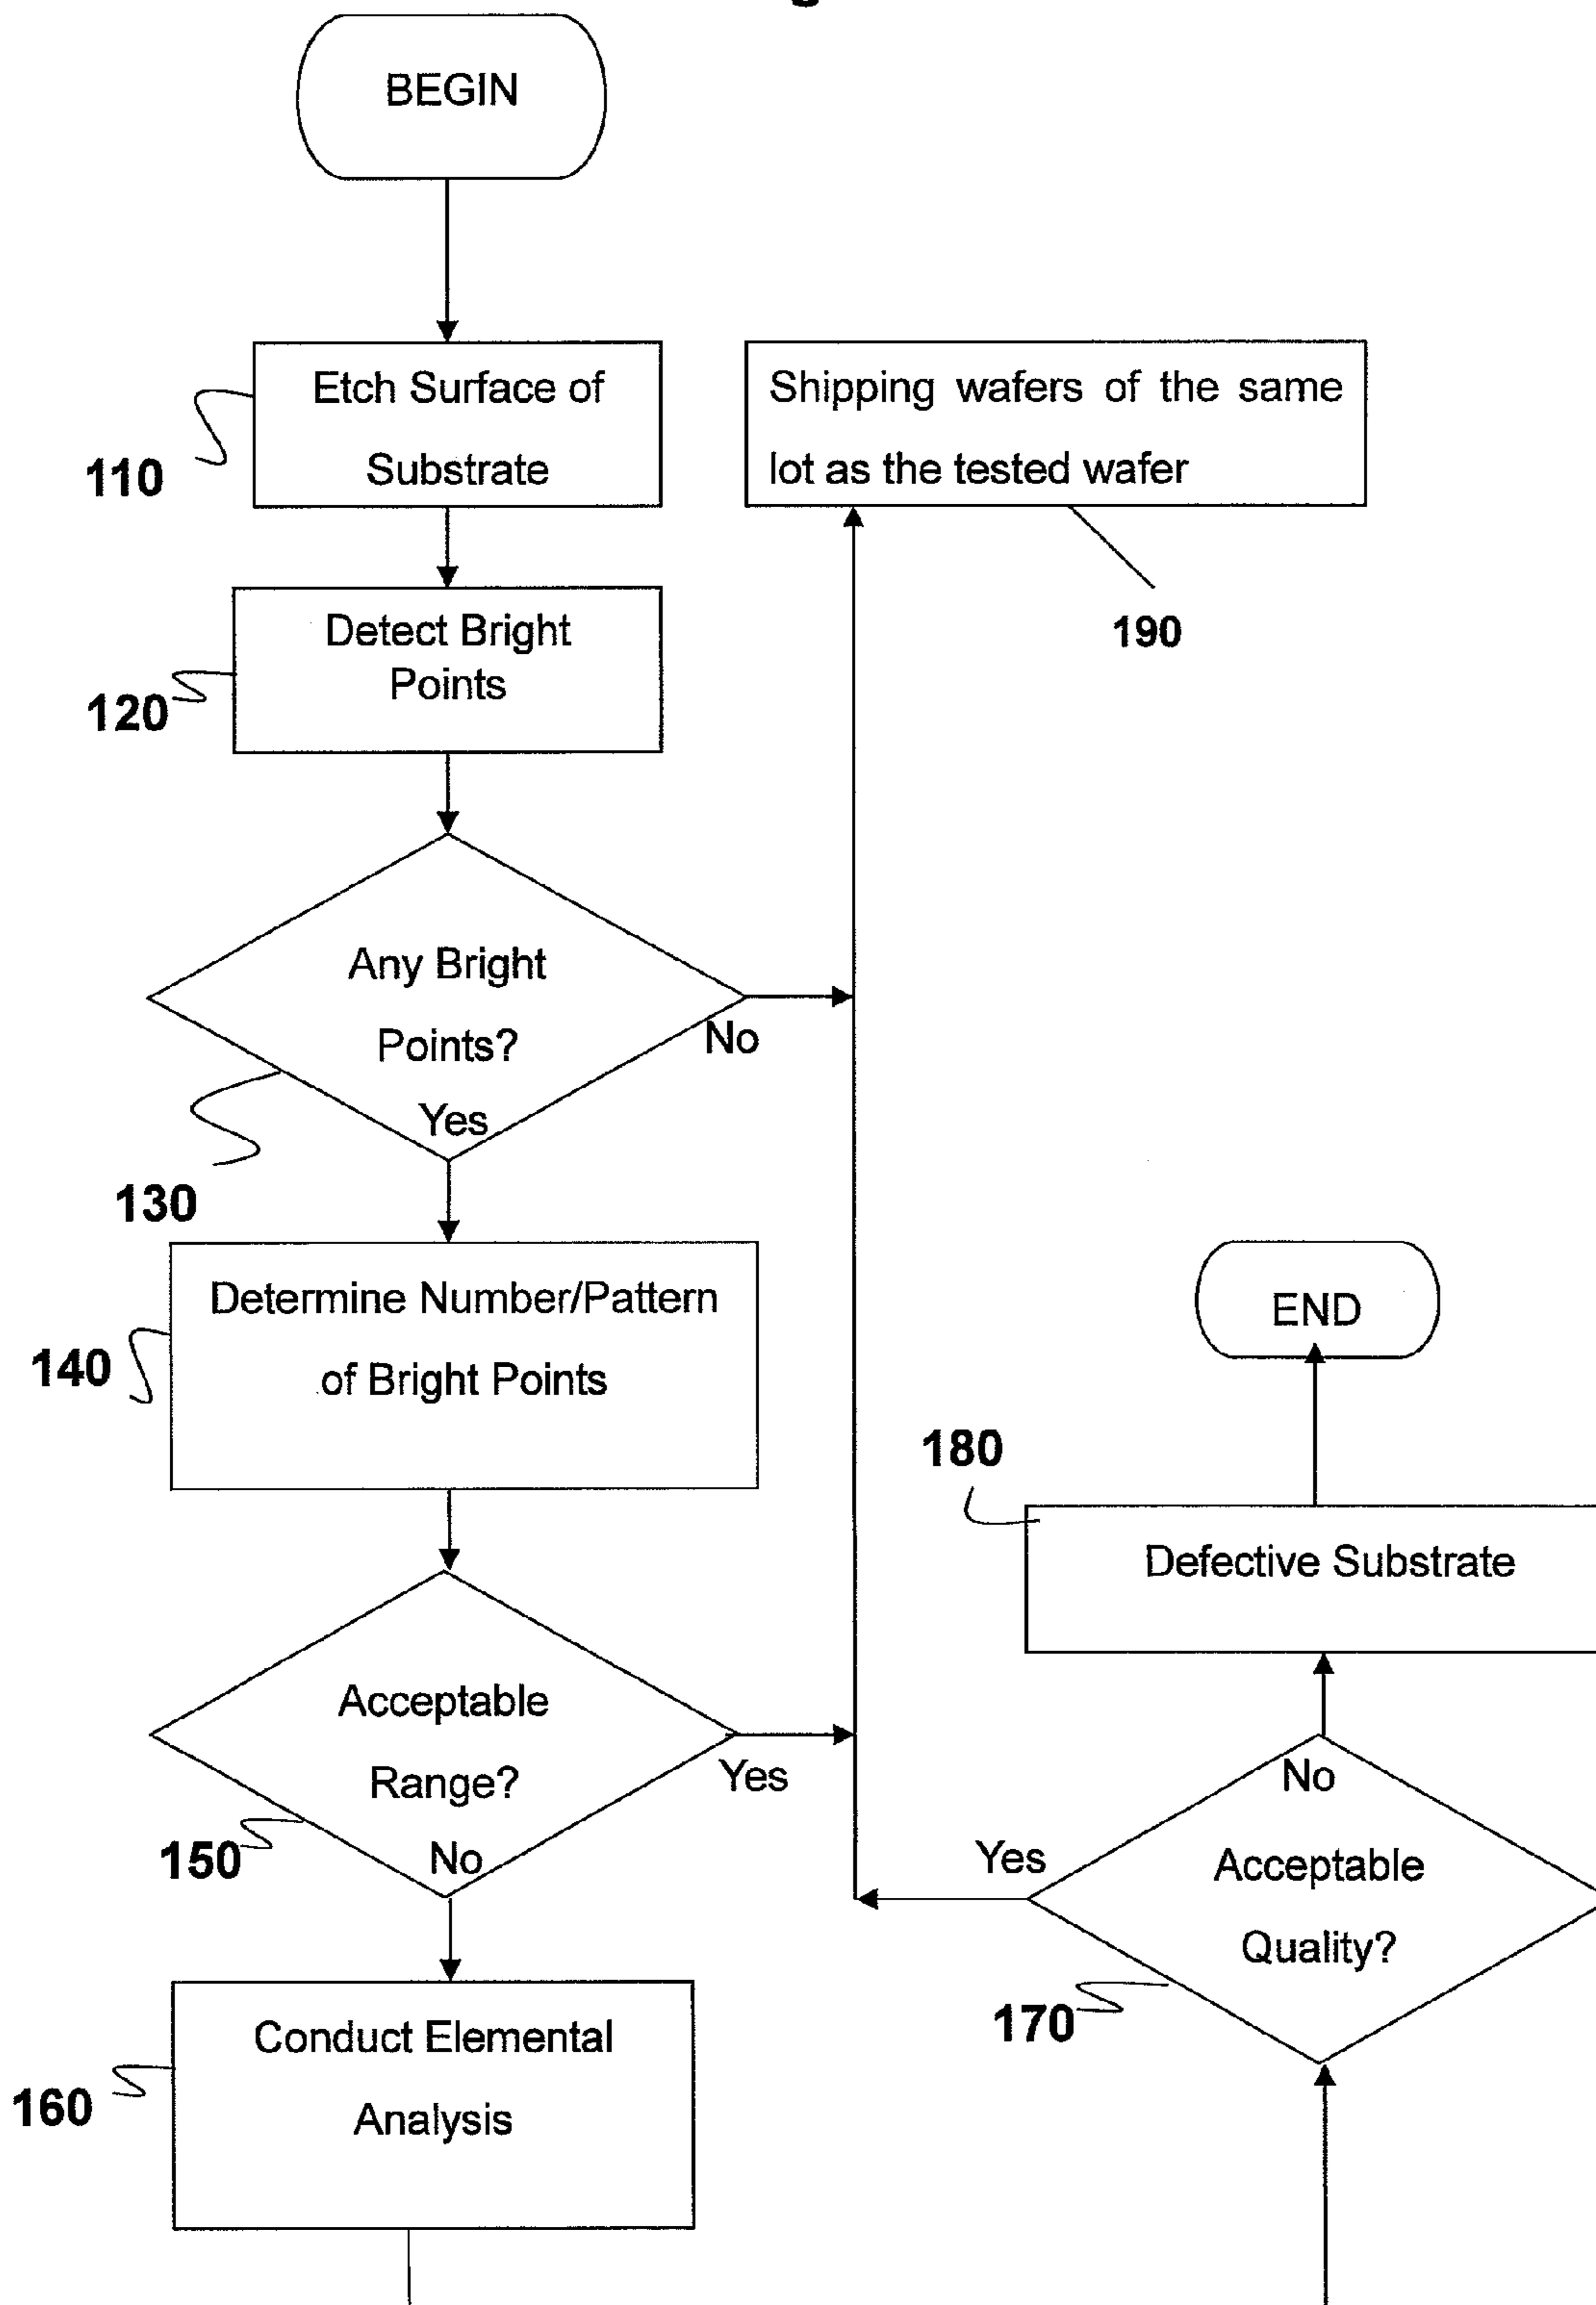 BEGIN
Etch Surface of
Substrate
110
Shipping wafers of the same
lot as the tested wafer
190
Detect Bright
Points
120
Any Bright
Points?
No
Yes
130
Determine Number/Pattern
of Bright Points
140
END
180
Defective Substrate
Acceptable
Range?
Yes
150
No
No
Yes
Acceptable
Quality?
170
Conduct Elemental
Analysis
160